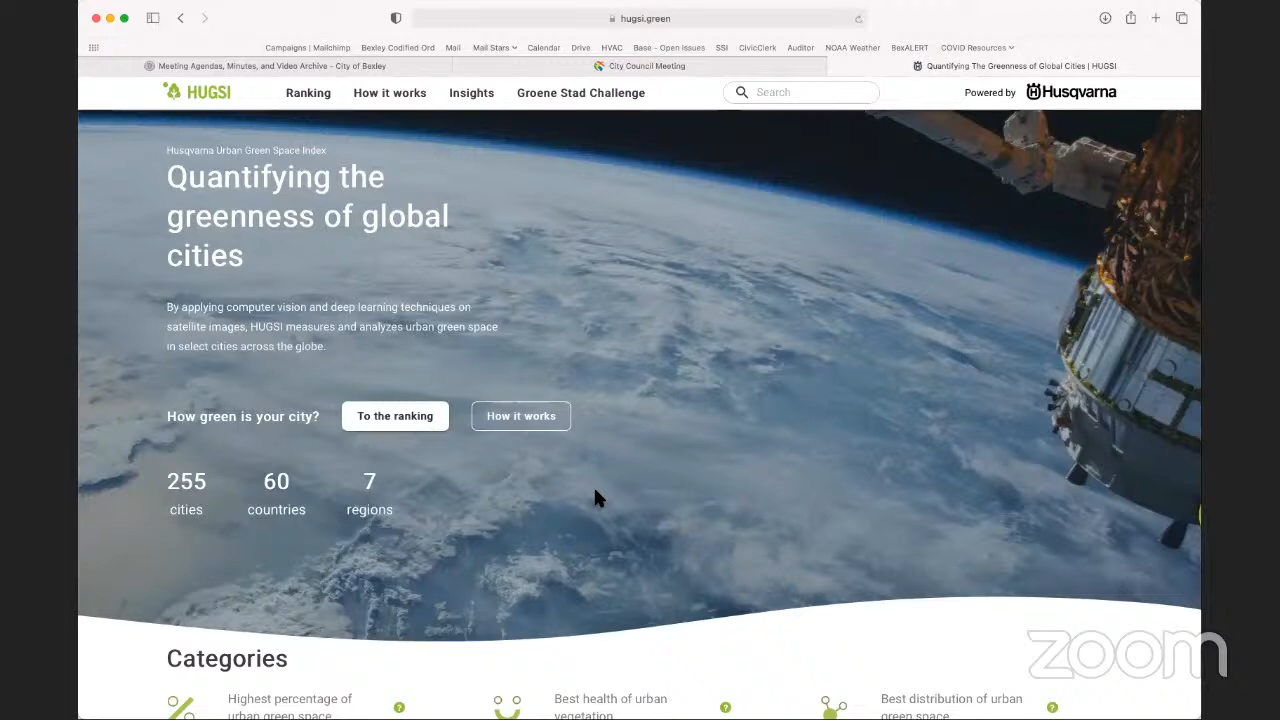 hugsi.green
Campaigns | Mailchimp Bexley Codified Ord Mail Mail Stars Calendar Drive HVAC Base - Open Issues SSI CivicClerk Auditor NOAA Weather BexALERT COVID Resources
Meeting Agendas, Minutes, and Video Archive - City of Bexley City Council Meeting Quantifying The Greenness of Global Cities | HUGSI
HUGSI Ranking How it works Insights Groene Stad Challenge Search Powered by Husqvarna
Husqvarna Urban Green Space Index
Quantifying the
greenness of global
cities
By applying computer vision and deep learning techniques on
satellite images, HUGSI measures and analyzes urban green space
in select cities across the globe.
How green is your city? To the ranking How it works
255 60 7
cities countries regions
Categories
zoom
Highest percentage of ? Best health of urban ? Best distribution of urban ?
urban green space vegetation green space